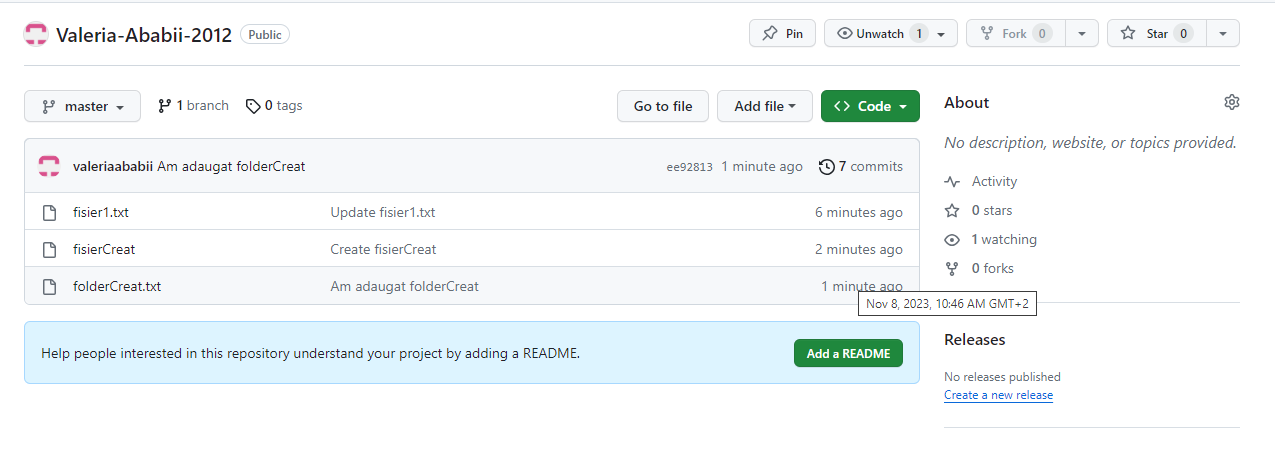 Valeria-Ababii-2012 Public Pin Unwatch 1 Fork 0 Star 0
master 1 branch 0 tags Go to file Add file <> Code
valeriaababii Am adaugat folderCreat ee92813 1 minute ago 7 commits
fisier1.txt Update fisier1.txt 6 minutes ago
fisierCreat Create fisierCreat 2 minutes ago
folderCreat.txt Am adaugat folderCreat 1 minute ago
Nov 8, 2023, 10:46 AM GMT+2
Help people interested in this repository understand your project by adding a README. Add a README
About
No description, website, or topics provided.
Activity
0 stars
1 watching
0 forks
Releases
No releases published
Create a new release